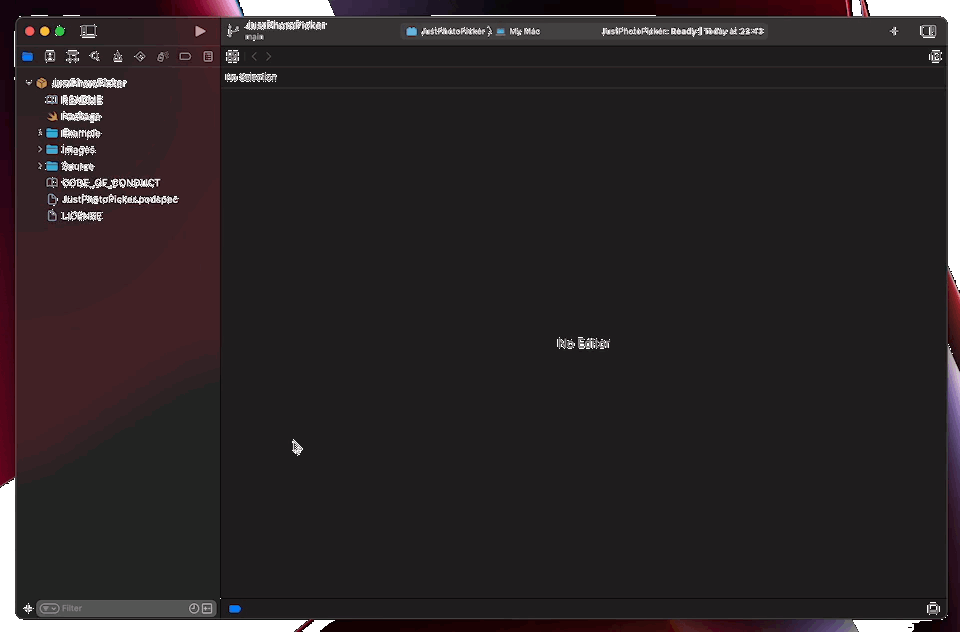 JustPhotoPicker
main
JustPhotoPicker
My Mac
JustPhotoPicker: Ready | Today at 23:43
No Selection
JustPhotoPicker
README
Package
Example
Images
Source
CODE_OF_CONDUCT
JustPhotoPicker.podspec
LICENSE
No Editor
Filter